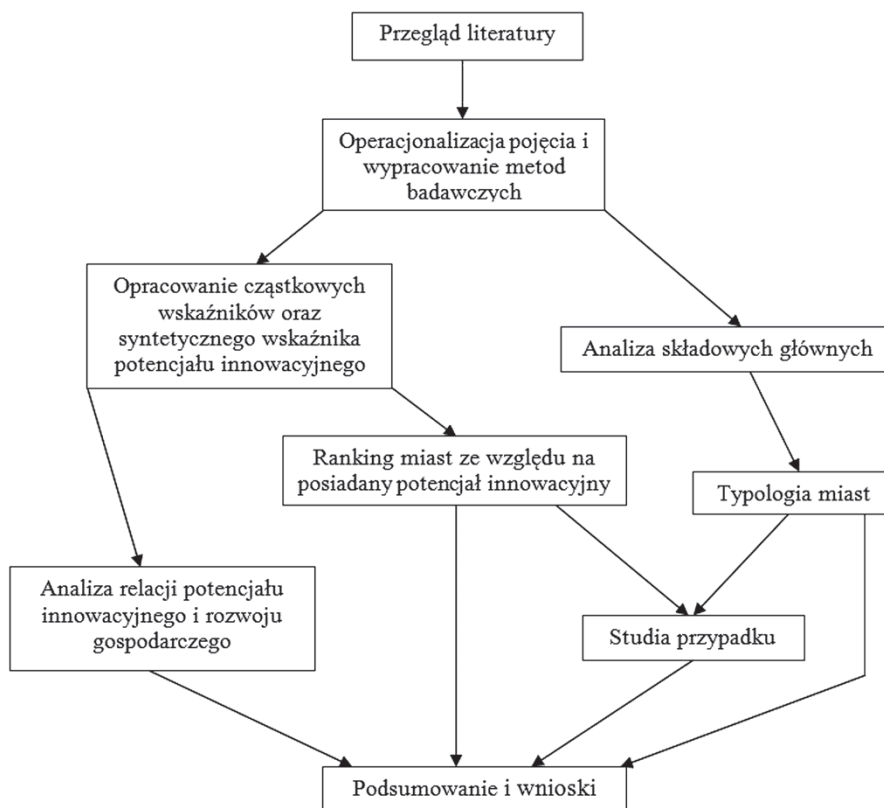 Przegląd literatury
Operacjonalizacja pojęcia i
wypracowanie metod
badawczych
Opracowanie cząstkowych
wskaźników oraz
syntetycznego wskaźnika
potencjału innowacyjnego
Analiza składowych głównych
Ranking miast ze względu na
posiadany potencjał innowacyjny
Typologia miast
Analiza relacji potencjału
innowacyjnego i rozwoju
gospodarczego
Studia przypadku
Podsumowanie i wnioski